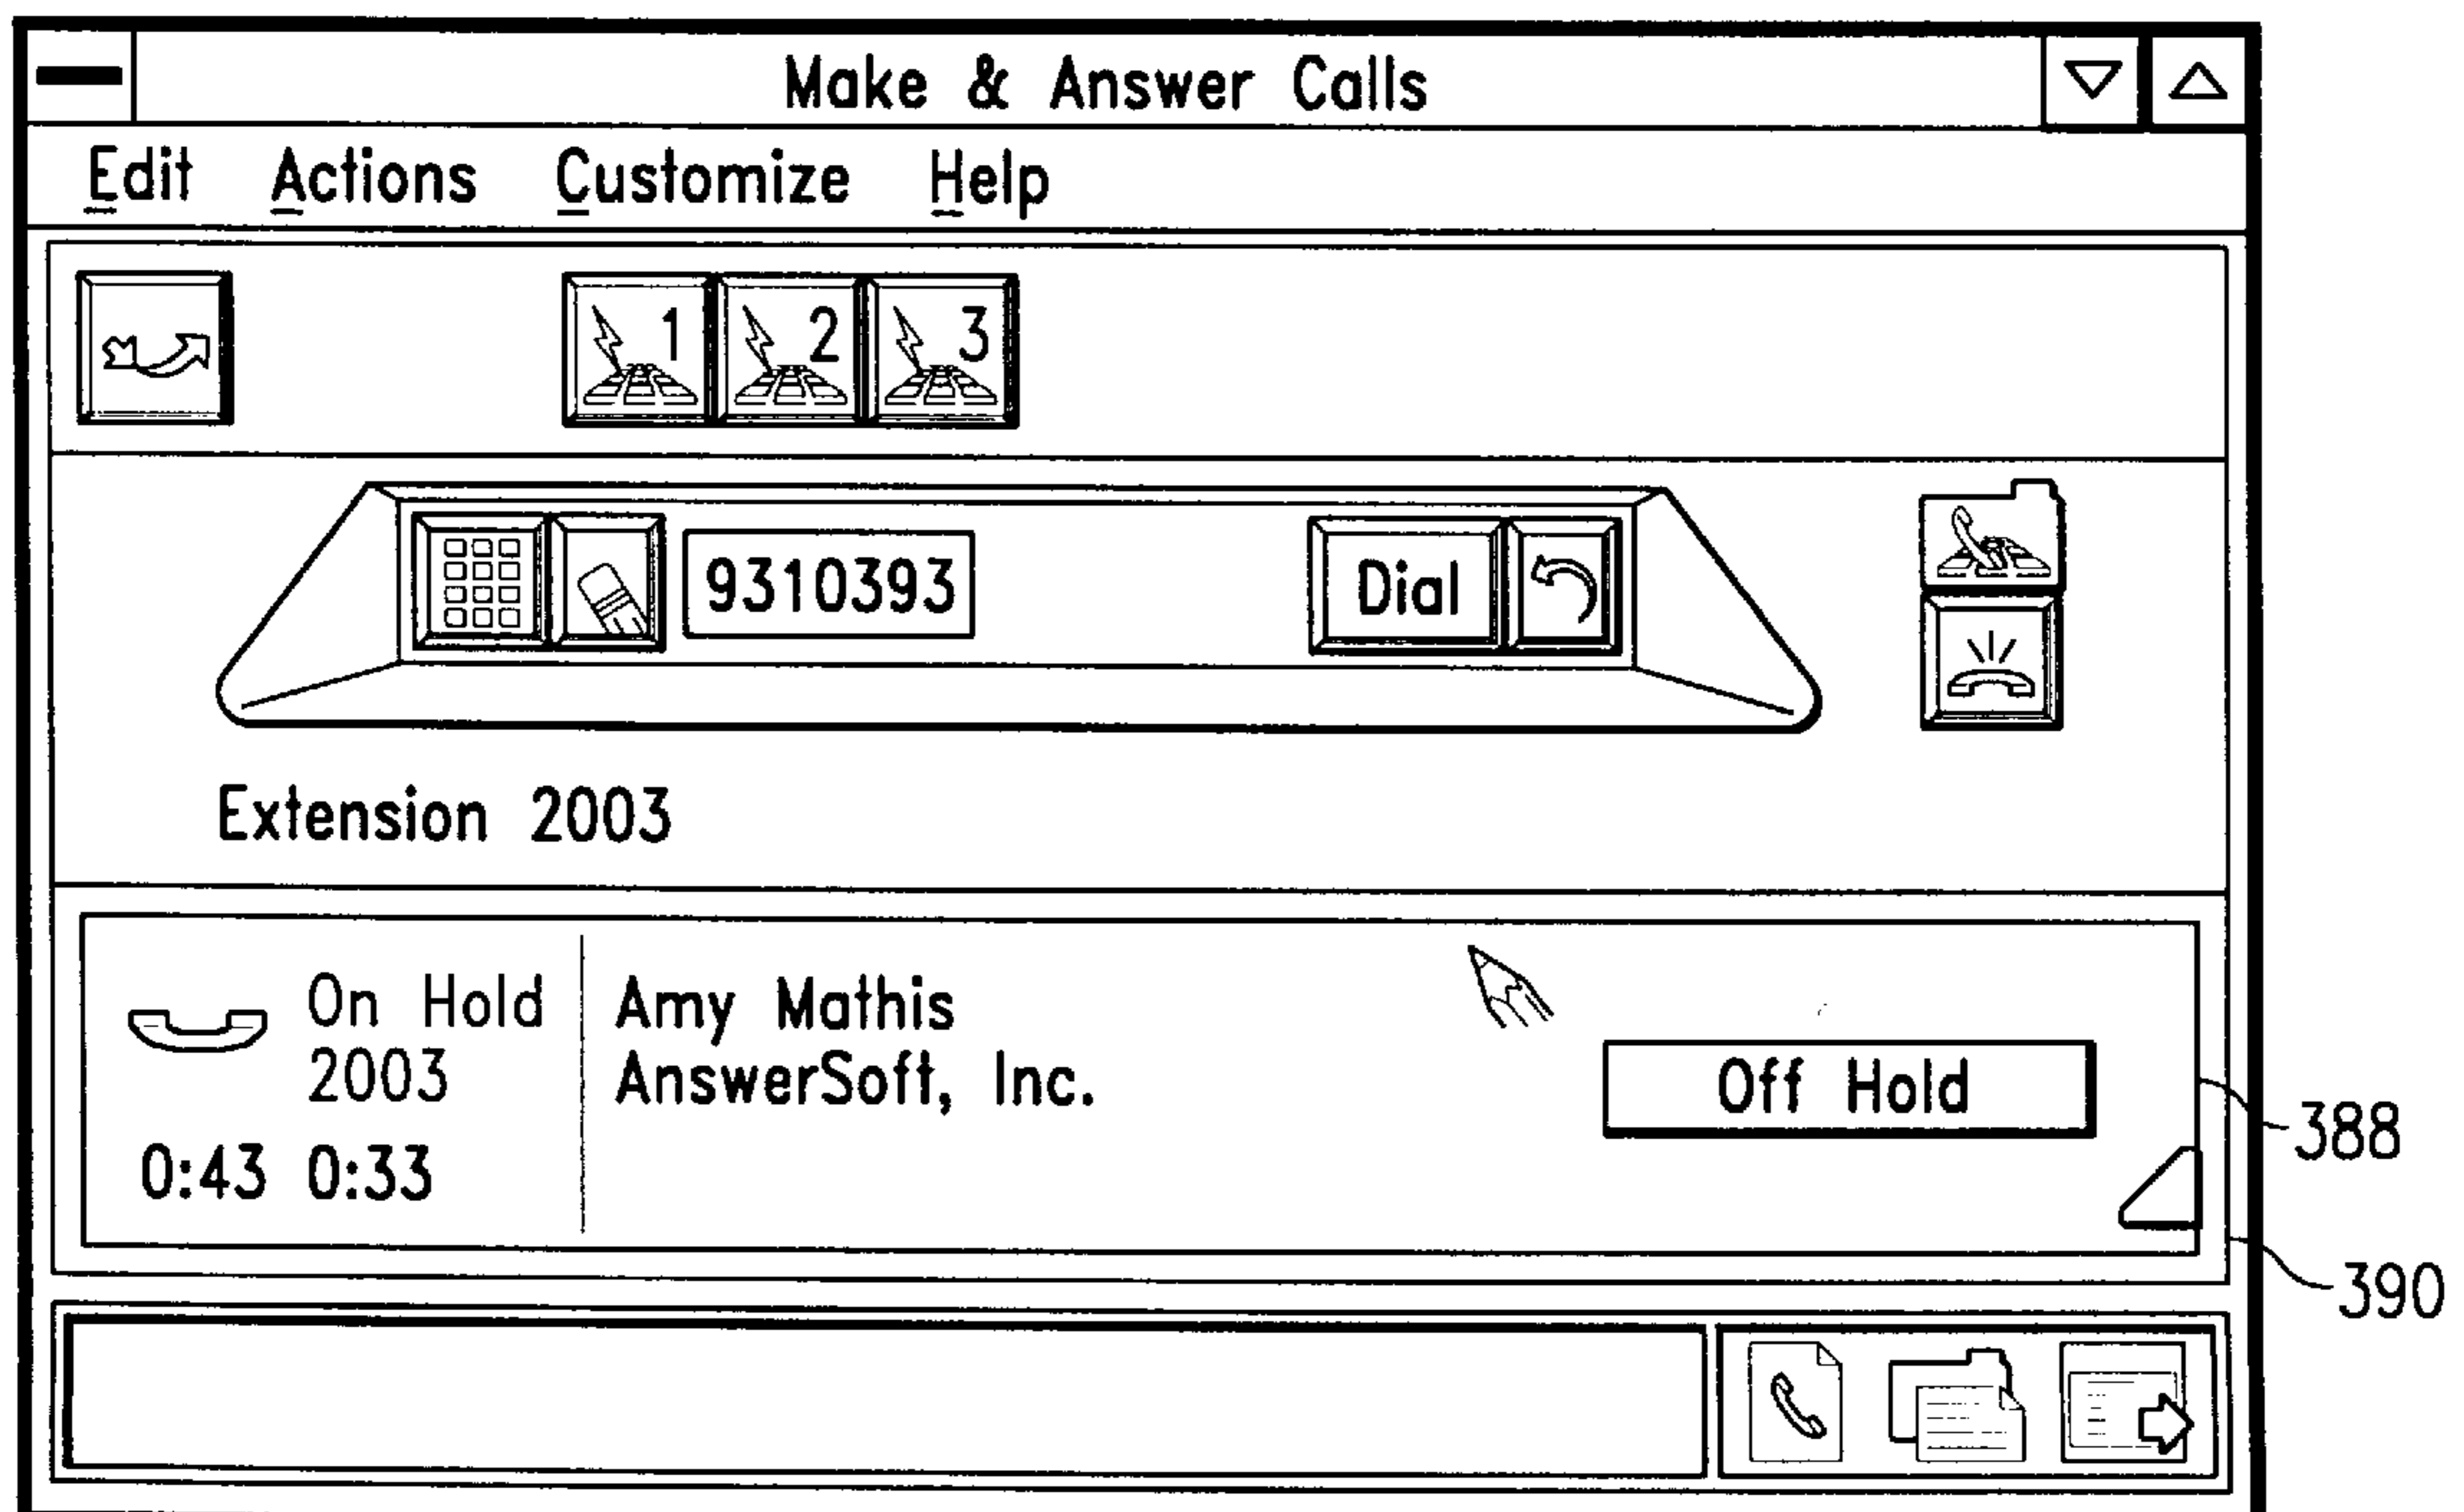 Make & Answer Calls
Edit Actions Customize Help
1 2 3
9310393 Dial
Extension 2003
On Hold
2003
0:43 0:33
Amy Mathis
AnswerSoft, Inc.
Off Hold
388
390